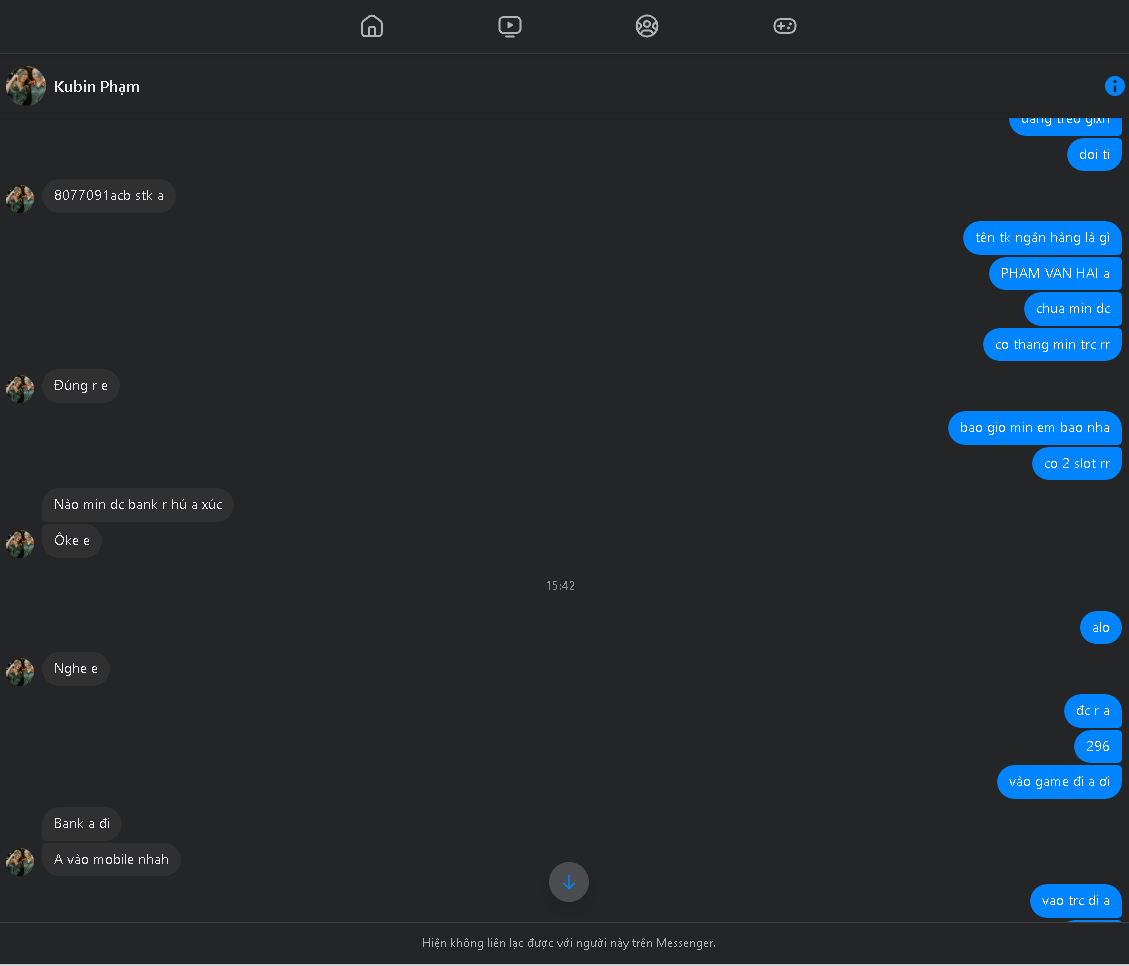 Kubin Phạm
đang treo glxh
doi ti
8077091acb stk a
tên tk ngân hàng là gì
PHAM VAN HAI a
chua min dc
co thang min trc rr
Đúng r e
bao gio min em bao nha
co 2 slot rr
Nào min dc bank r hú a xúc
Ôke e
15:42
alo
Nghe e
đc r a
296
vào game đi a ơi
Bank a đi
A vào mobile nhah
vao trc di a
Hiện không liên lạc được với người này trên Messenger.